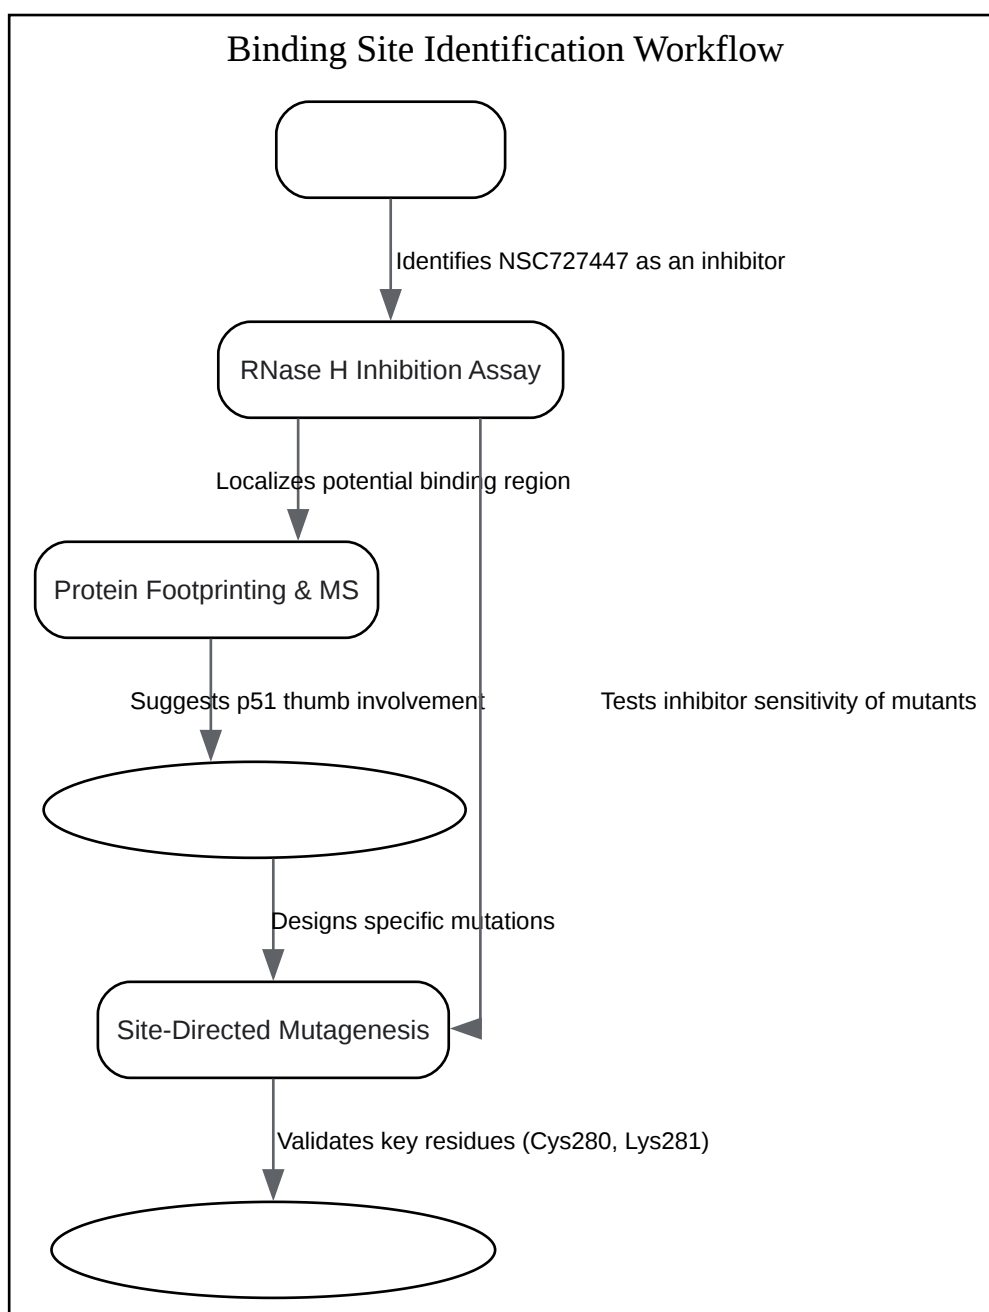 Binding Site Identification Workflow
Identifies NSC727447 as an inhibitor
RNase H Inhibition Assay
Localizes potential binding region
Protein Footprinting & MS
Suggests p51 thumb involvement
Tests inhibitor sensitivity of mutants
Designs specific mutations
Site-Directed Mutagenesis
Validates key residues (Cys280, Lys281)